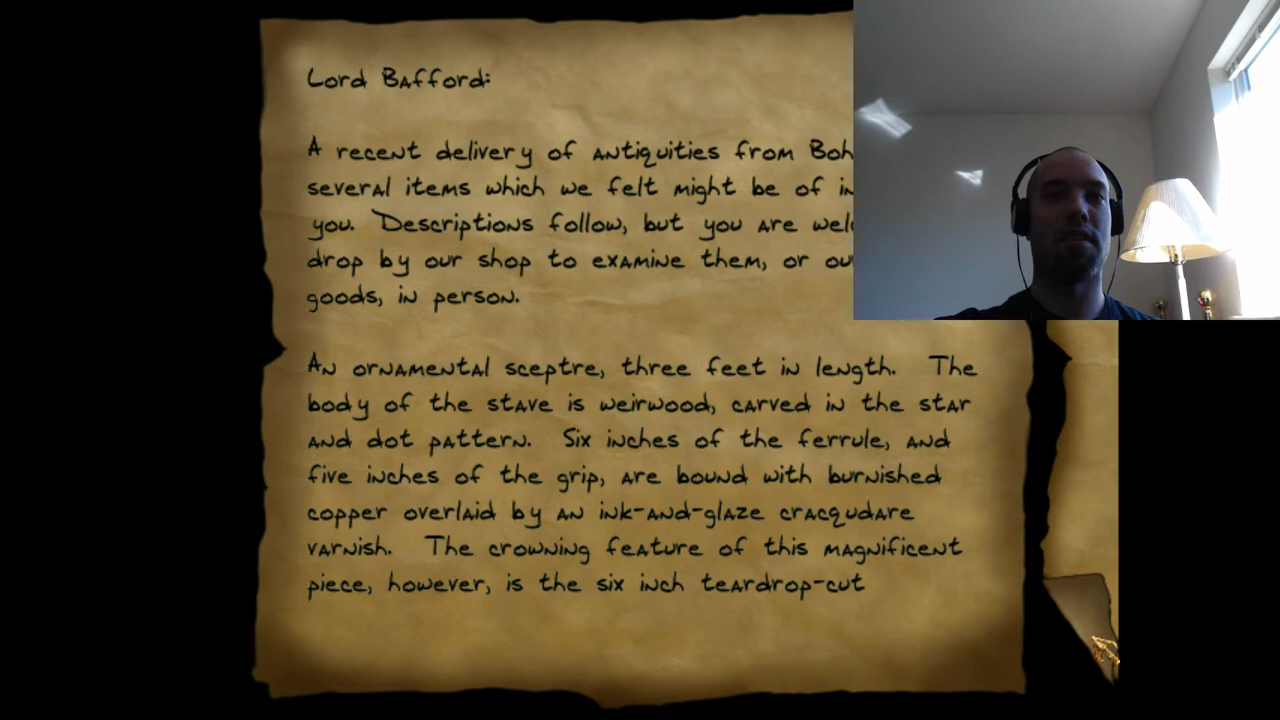 Lord Bafford:
A recent delivery of antiquities from
several items which we felt might be of
you. Descriptions follow, but you are
drop by our shop to examine them, or
goods, in person.
An ornamental sceptre, three feet in length. The
body of the stave is weirwood, carved in the star
and dot pattern. Six inches of the ferrule, and
five inches of the grip, are bound with burnished
copper overlaid by an ink-and-glaze cracqudare
varnish. The crowning feature of this magnificent
piece, however, is the six inch teardrop-cut